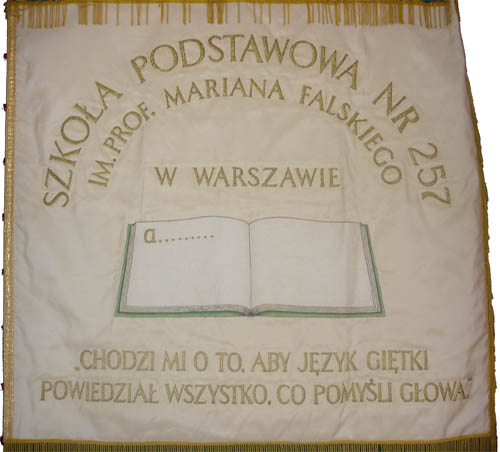 SZKOŁA PODSTAWOWA NR 257
IM. PROF. MARIANA FALSKIEGO
W WARSZAWIE
a.........
„CHODZI MI O TO, ABY JĘZYK GIĘTKI
POWIEDZIAŁ WSZYSTKO, CO POMYŚLI GŁOWA."